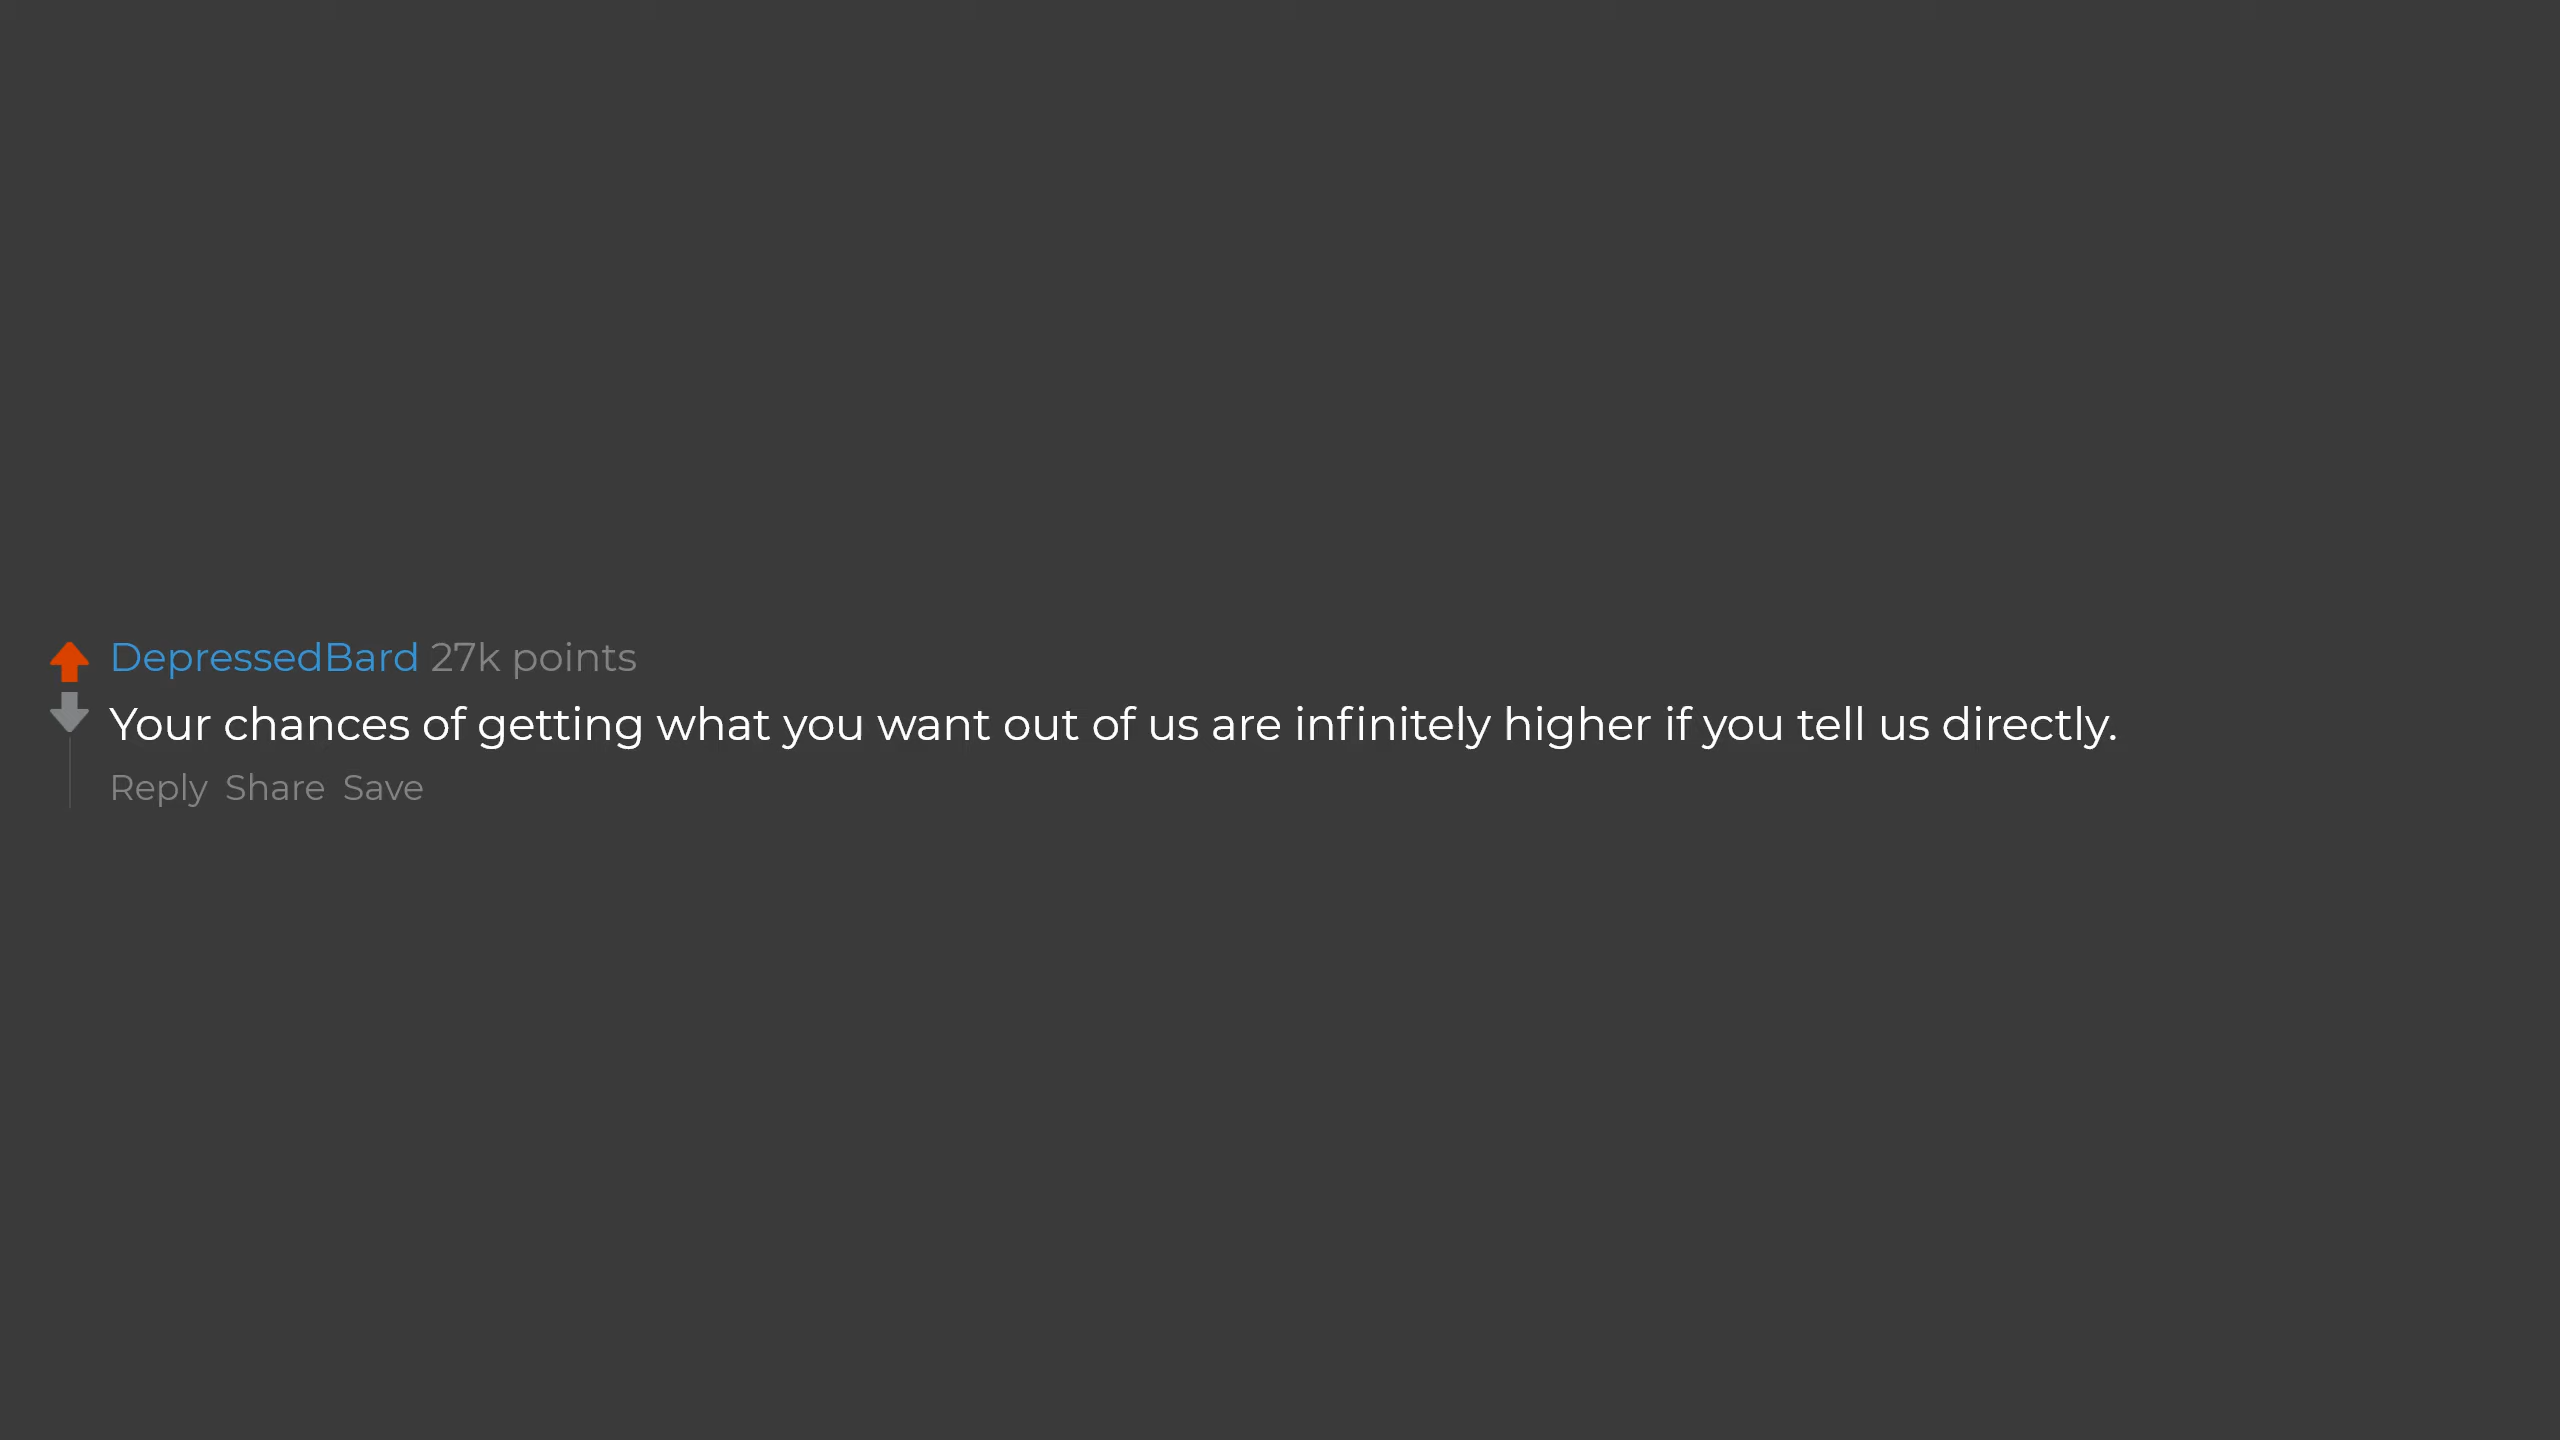 DepressedBard 27k points
Your chances of getting what you want out of us are infinitely higher if you tell us directly.
Reply Share Save